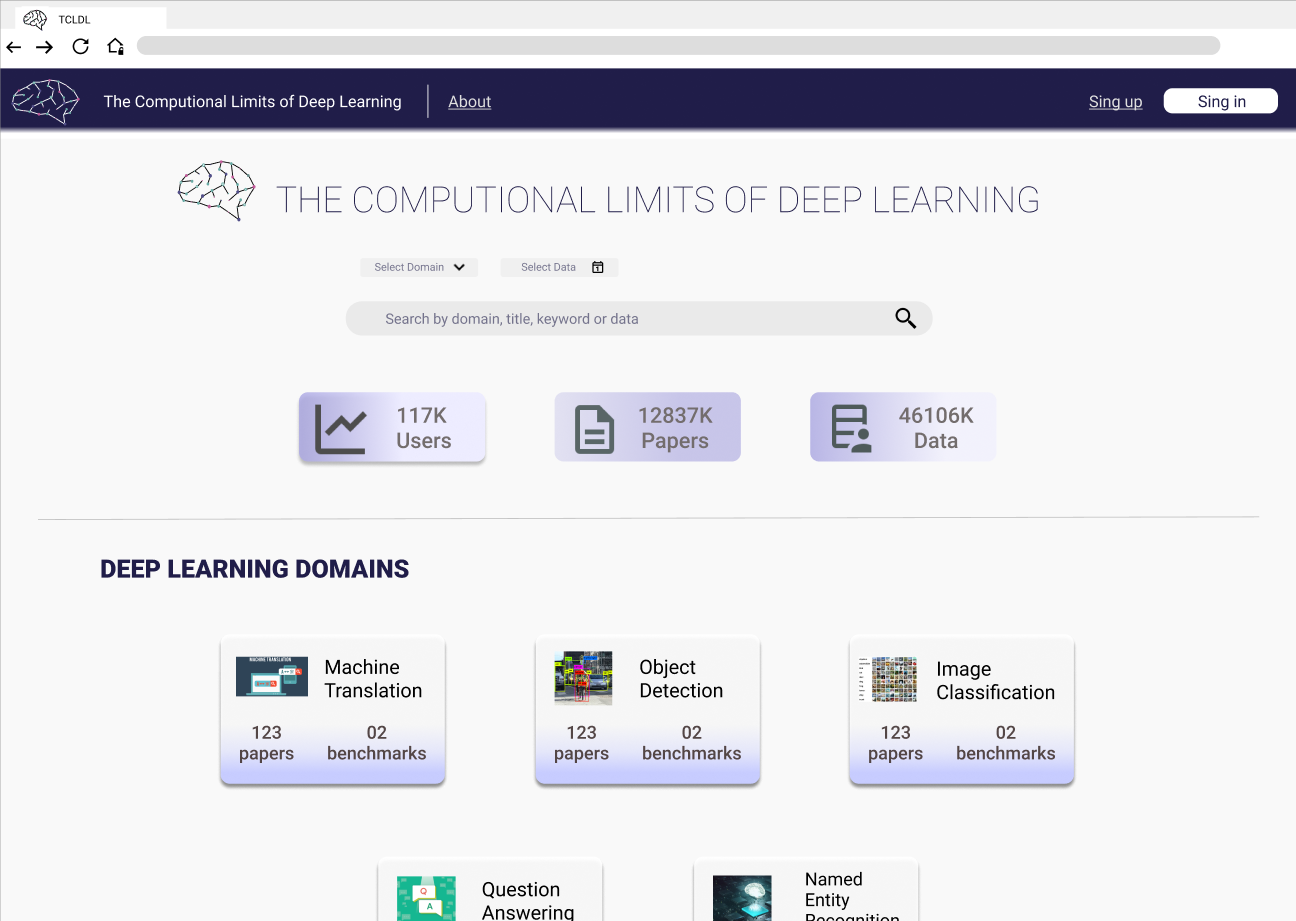 TCLDL
The Computional Limits of Deep Learning
About
Sing up
Sing in
THE COMPUTIONAL LIMITS OF DEEP LEARNING
Select Domain
Select Data
Search by domain, title, keyword or data
117K
Users
12837K
Papers
46106K
Data
DEEP LEARNING DOMAINS
MACHINE TRANSLATION
Machine
Translation
123
papers
02
benchmarks
Object
Detection
123
papers
02
benchmarks
Image
Classification
123
papers
02
benchmarks
Q
A
Question
Answering
Named
Entity
Recognition